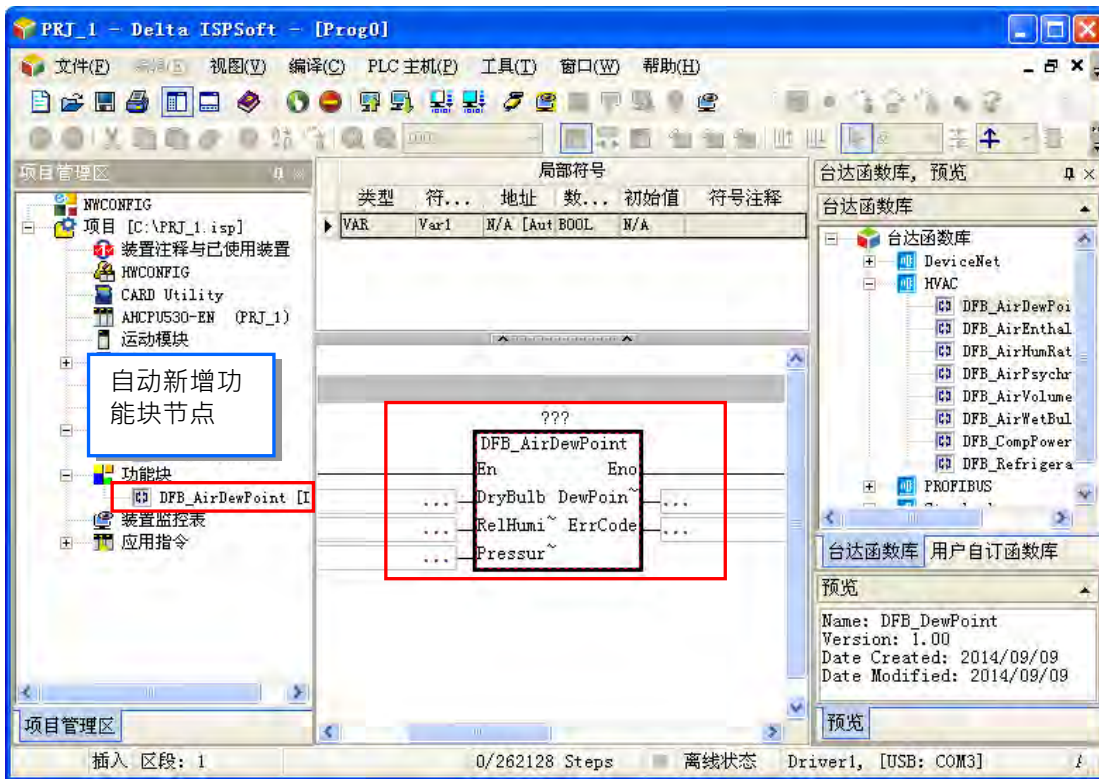 PRJ_1 - Delta ISPSoft - [Prog0]
文件(F) 编辑(E) 视图(V) 编译(C) PLC 主机(P) 工具(T) 窗口(W) 帮助(H)
项目管理区
NWCONFIG
项目 [C:\PRJ_1.isp]
装置注释与已使用装置
HWCONFIG
CARD Utility
AHCPU530-EN (PRJ_1)
运动模块
自动新增功
能块节点
功能块
DFB_AirDewPoint [I
装置监控表
应用指令
项目管理区
局部符号
类型 符... 地址 数... 初始值 符号注释
VAR Var1 N/A [Aut BOOL N/A
???
DFB_AirDewPoint
En Eno
... DryBulb DewPoin~ ...
... RelHumi~ ErrCode ...
... Pressur~
台达函数库, 预览
台达函数库
台达函数库
DeviceNet
HVAC
DFB_AirDewPoi
DFB_AirEnthal
DFB_AirHumRat
DFB_AirPsychr
DFB_AirVolume
DFB_AirWetBul
DFB_CompPower
DFB_Refrigera
PROFIBUS
台达函数库 用户自订函数库
预览
Name: DFB_DewPoint
Version: 1.00
Date Created: 2014/09/09
Date Modified: 2014/09/09
预览
插入 区段: 1 0/262128 Steps 离线状态 Driver1, [USB: COM3]